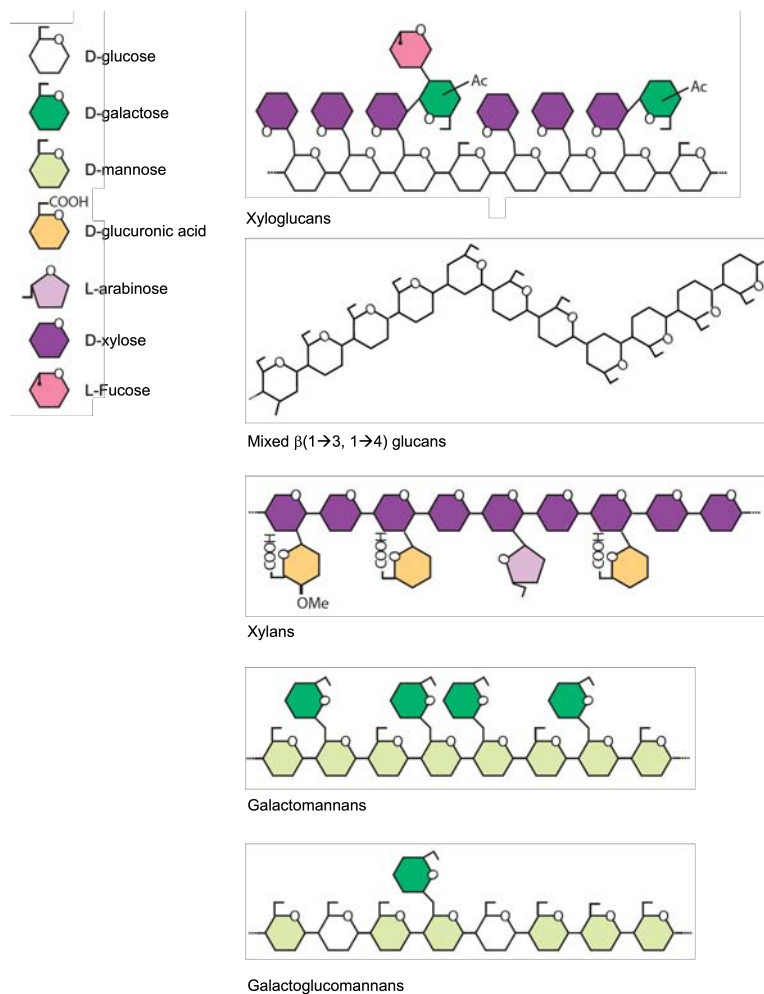 D-glucose
D-galactose
D-mannose
COOH
D-glucuronic acid
L-arabinose
D-xylose
L-Fucose
Ac
Ac
Xyloglucans
Mixed β(1→3, 1→4) glucans
COOH
COOH
COOH
OMe
Xylans
Galactomannans
Galactoglucomannans